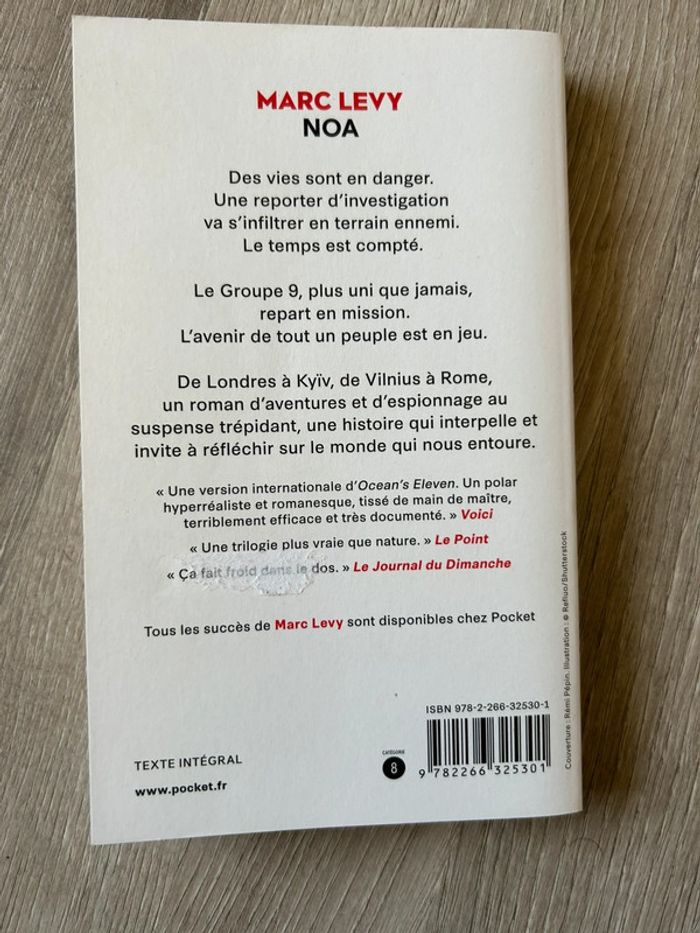 MARC LEVY
NOA
Des vies sont en danger.
Une reporter d'investigation
va s'infiltrer en terrain ennemi.
Le temps est compté.
Le Groupe 9, plus uni que jamais,
repart en mission.
L'avenir de tout un peuple est en jeu.
De Londres à Kyïv, de Vilnius à Rome,
un roman d'aventures et d'espionnage au
suspense trépidant, une histoire qui interpelle et
invite à réfléchir sur le monde qui nous entoure.
« Une version internationale d'Ocean's Eleven. Un polar
hyperréaliste et romanesque, tissé de main de maître,
terriblement efficace et très documenté. » Voici
« Une trilogie plus vraie que nature. » Le Point
« Ça fait froid dans le dos. » Le Journal du Dimanche
Tous les succès de Marc Levy sont disponibles chez Pocket
TEXTE INTÉGRAL
www.pocket.fr
CATÉGORIE
8
ISBN 978-2-266-32530-1
9 782266 325301
Couverture : Rémi Pépin. Illustration : © Refluo/Shutterstock